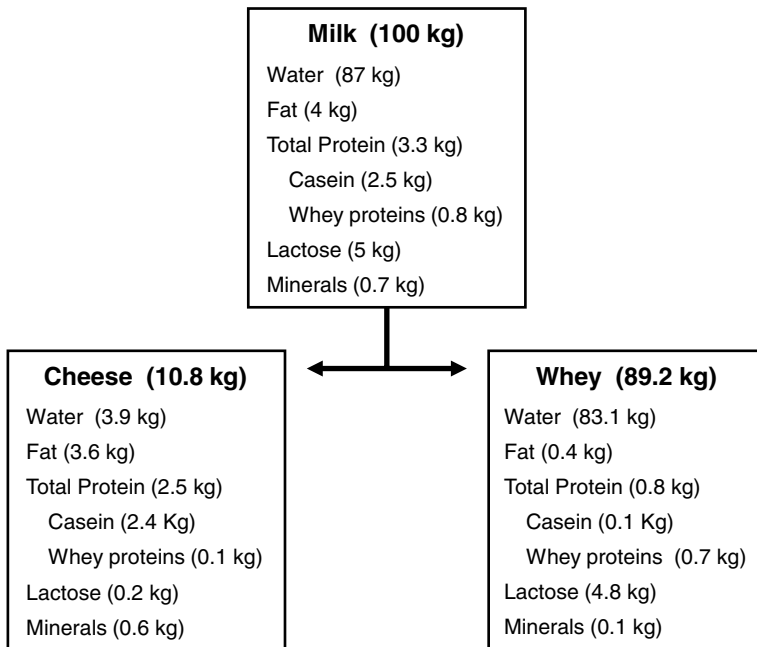 Milk (100 kg)
Water (87 kg)
Fat (4 kg)
Total Protein (3.3 kg)
Casein (2.5 kg)
Whey proteins (0.8 kg)
Lactose (5 kg)
Minerals (0.7 kg)
Cheese (10.8 kg)
Water (3.9 kg)
Fat (3.6 kg)
Total Protein (2.5 kg)
Casein (2.4 Kg)
Whey proteins (0.1 kg)
Lactose (0.2 kg)
Minerals (0.6 kg)
Whey (89.2 kg)
Water (83.1 kg)
Fat (0.4 kg)
Total Protein (0.8 kg)
Casein (0.1 Kg)
Whey proteins (0.7 kg)
Lactose (4.8 kg)
Minerals (0.1 kg)